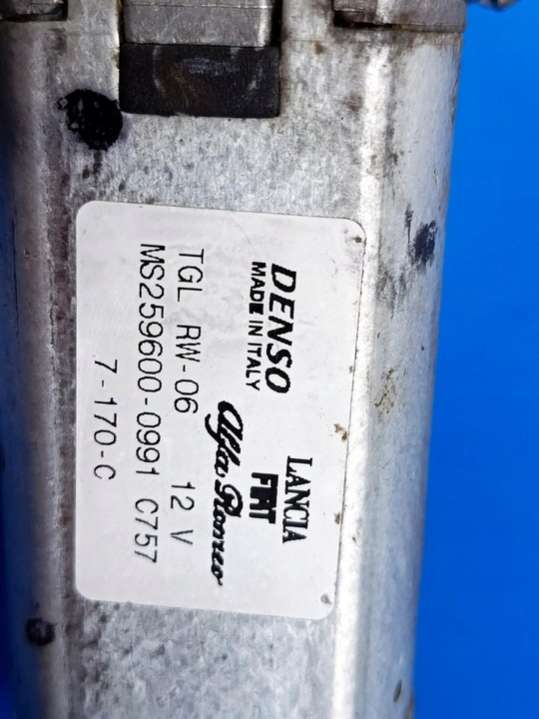 DENSO
MADE IN ITALY
LANCIA
FIAT
Alfa Romeo
TGL RW-06 12 V
MS259600-0991 C757
7-170-C